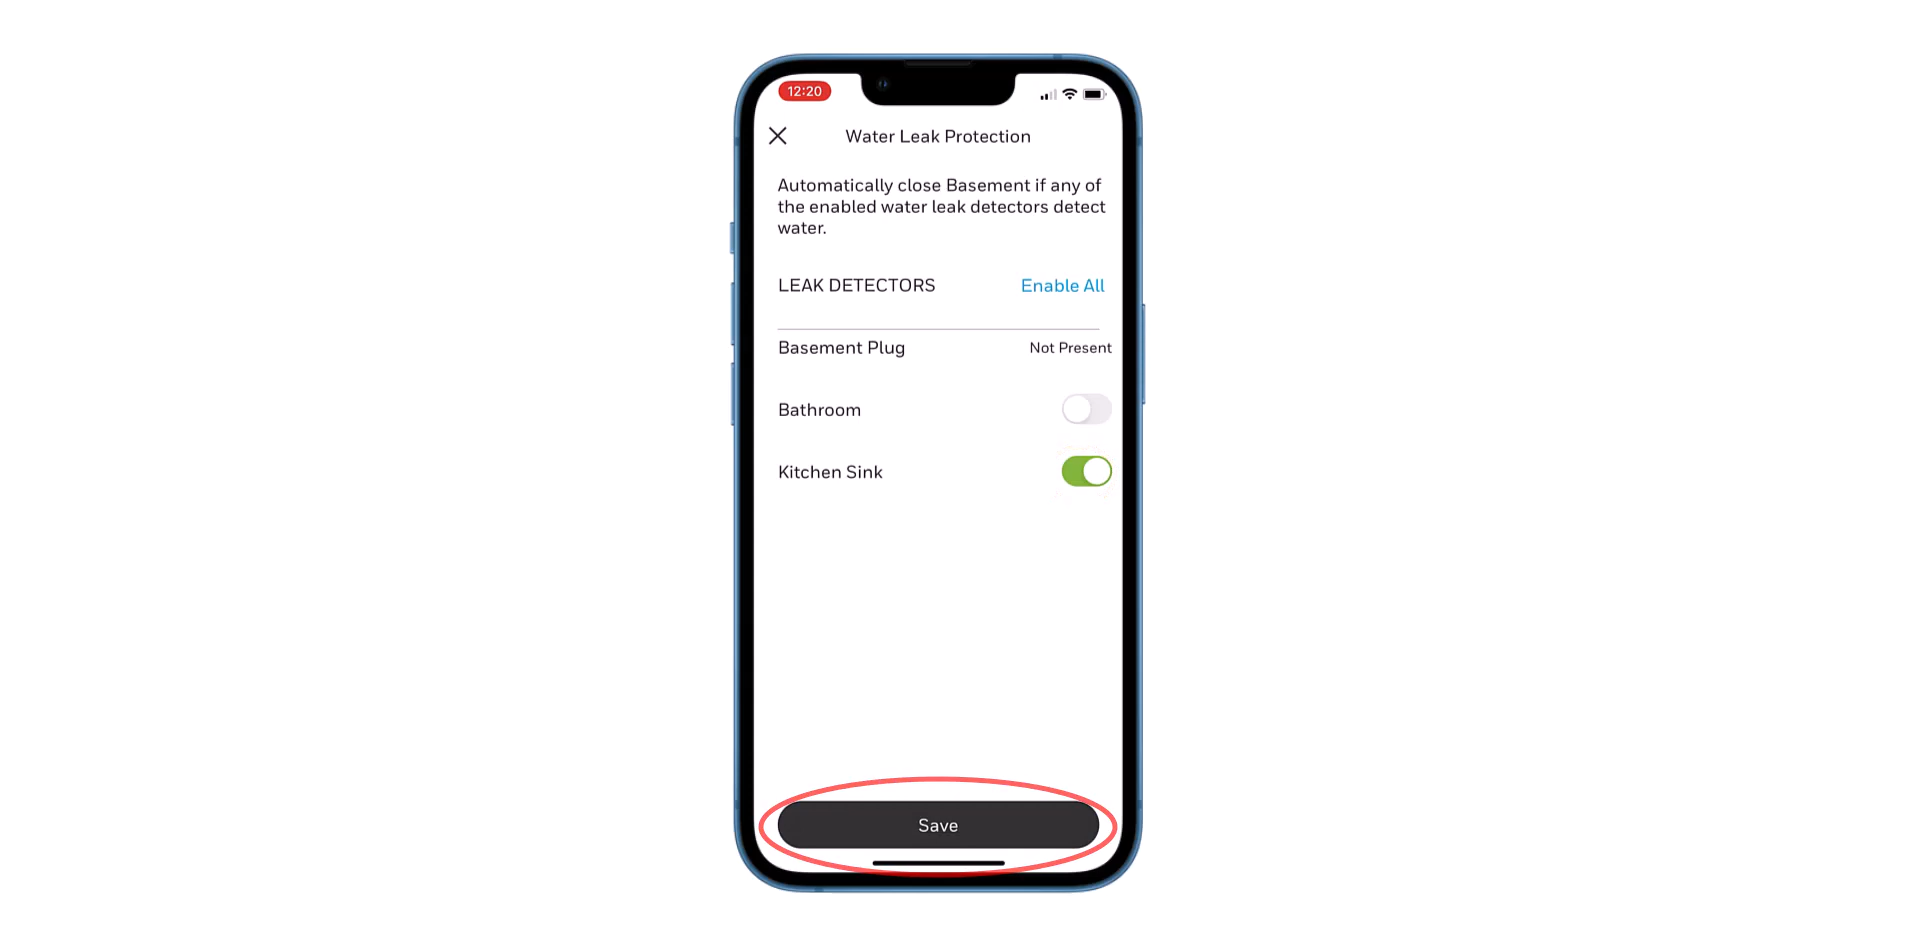 12:20
Water Leak Protection
Automatically close Basement if any of
the enabled water leak detectors detect
water.
LEAK DETECTORS Enable All
Basement Plug Not Present
Bathroom
Kitchen Sink
Save